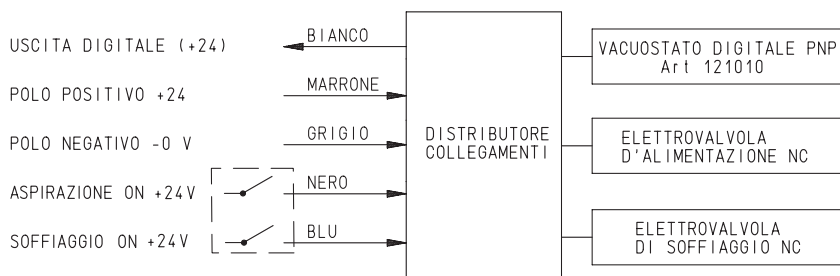 USCITA DIGITALE (+24)
BIANCO
POLO POSITIVO +24
MARRONE
POLO NEGATIVO -0 V
GRIGIO
ASPIRAZIONE ON +24V
NERO
SOFFIAGGIO ON +24V
BLU
DISTRIBUTORE
COLLEGAMENTI
VACUOSTATO DIGITALE PNP
Art 121010
ELETTROVALVOLA
D'ALIMENTAZIONE NC
ELETTROVALVOLA
DI SOFFIAGGIO NC